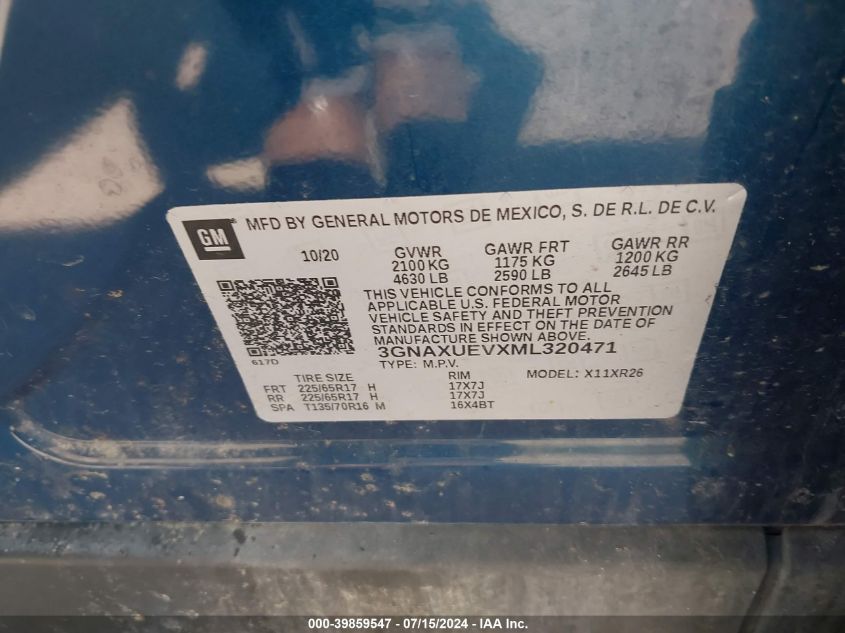 GM MFD BY GENERAL MOTORS DE MEXICO, S. DE R.L. DE C.V.
10/20 GVWR GAWR FRT GAWR RR
2100 KG 1175 KG 1200 KG
4630 LB 2590 LB 2645 LB
THIS VEHICLE CONFORMS TO ALL
APPLICABLE U.S. FEDERAL MOTOR
VEHICLE SAFETY AND THEFT PREVENTION
STANDARDS IN EFFECT ON THE DATE OF
MANUFACTURE SHOWN ABOVE.
617D 3GNAXUEVXML320471
TYPE: M.P.V. MODEL: X11XR26
TIRE SIZE RIM
FRT 225/65R17 H 17X7J
RR 225/65R17 H 17X7J
SPA T135/70R16 M 16X4BT
000-39859547 - 07/15/2024 - IAA Inc.